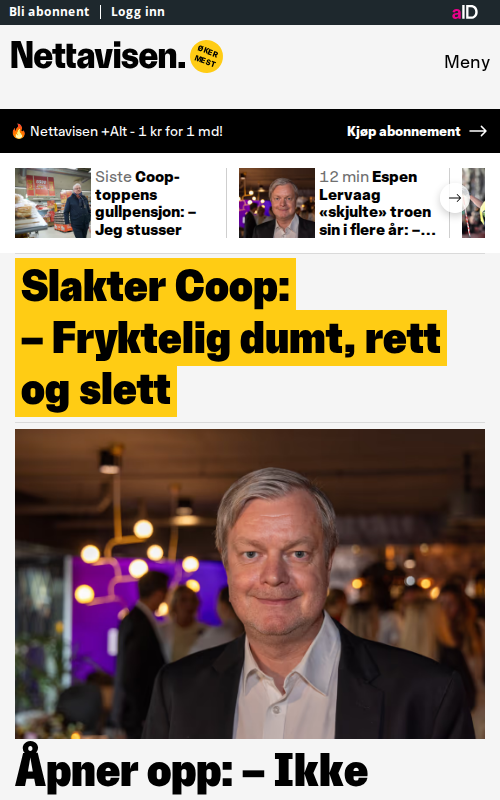 Bli abonnent
Logg inn
aID
Nettavisen.
ØKER
MEST
Meny
Nettavisen +Alt - 1 kr for 1 md!
Kjøp abonnement
Siste Coop-
toppens
gullpensjon: –
Jeg stusser
12 min Espen
Lervaag
«skjulte» troen
sin i flere år: –...
Slakter Coop:
– Fryktelig dumt, rett
og slett
Åpner opp: – Ikke